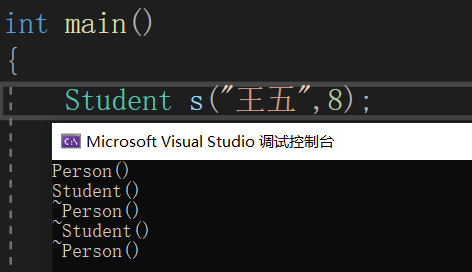 int main()
{
Student s("王五",8);
Microsoft Visual Studio 调试控制台
Person()
Student()
~Person()
~Student()
~Person()